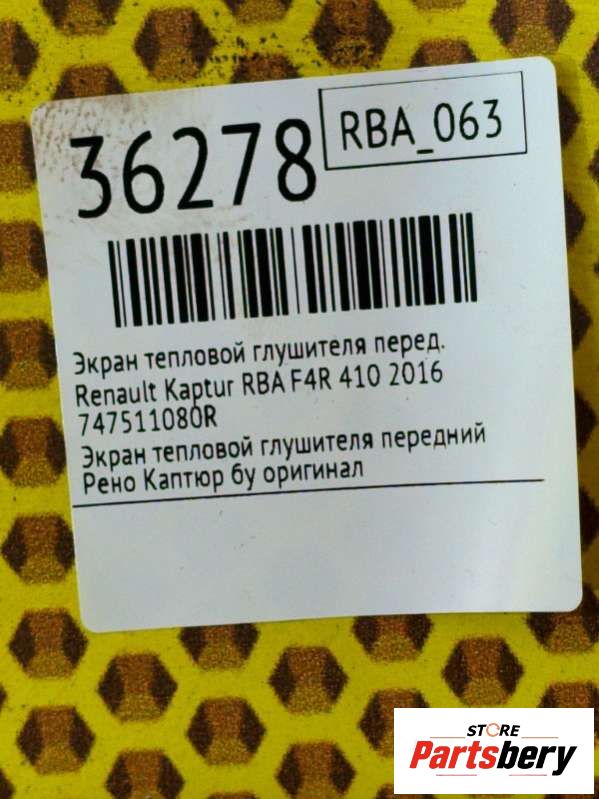 36278
RBA_063
Экран тепловой глушителя перед.
Renault Kaptur RBA F4R 410 2016
747511080R
Экран тепловой глушителя передний
Рено Каптюр бу оригинал
STORE
Partsbery